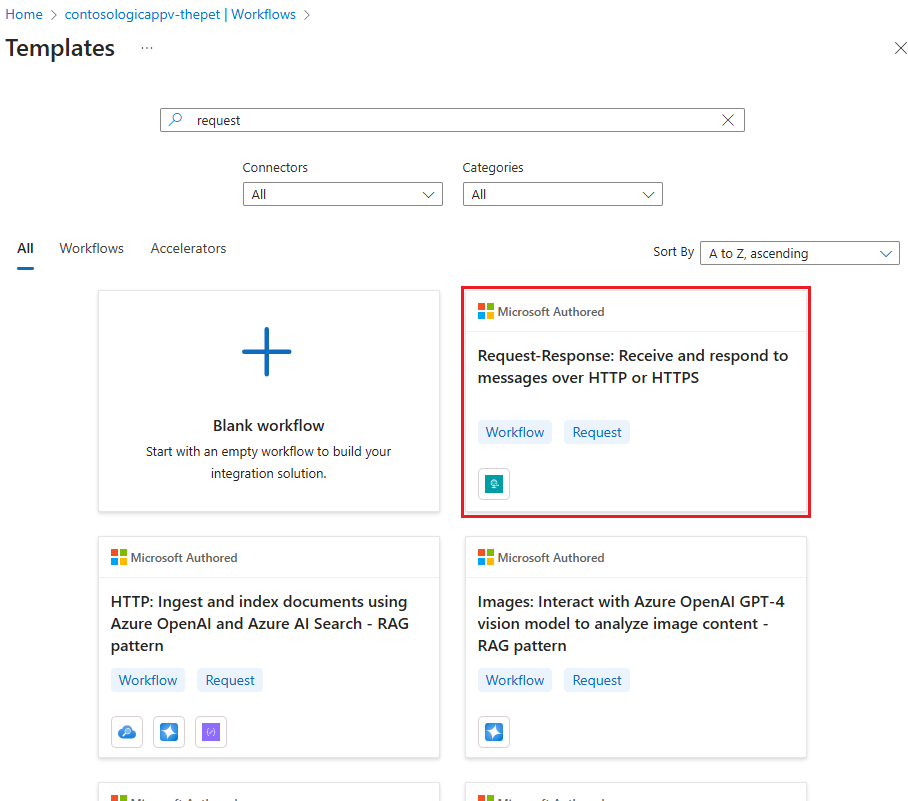 Home > contosologicappv-thepet | Workflows >
Templates ...
request
Connectors
Categories
All
All
All Workflows Accelerators
Sort By A to Z, ascending
Blank workflow
Start with an empty workflow to build your
integration solution.
Microsoft Authored
Request-Response: Receive and respond to
messages over HTTP or HTTPS
Workflow Request
Microsoft Authored
HTTP: Ingest and index documents using
Azure OpenAI and Azure AI Search - RAG
pattern
Workflow Request
Microsoft Authored
Images: Interact with Azure OpenAI GPT-4
vision model to analyze image content -
RAG pattern
Workflow Request